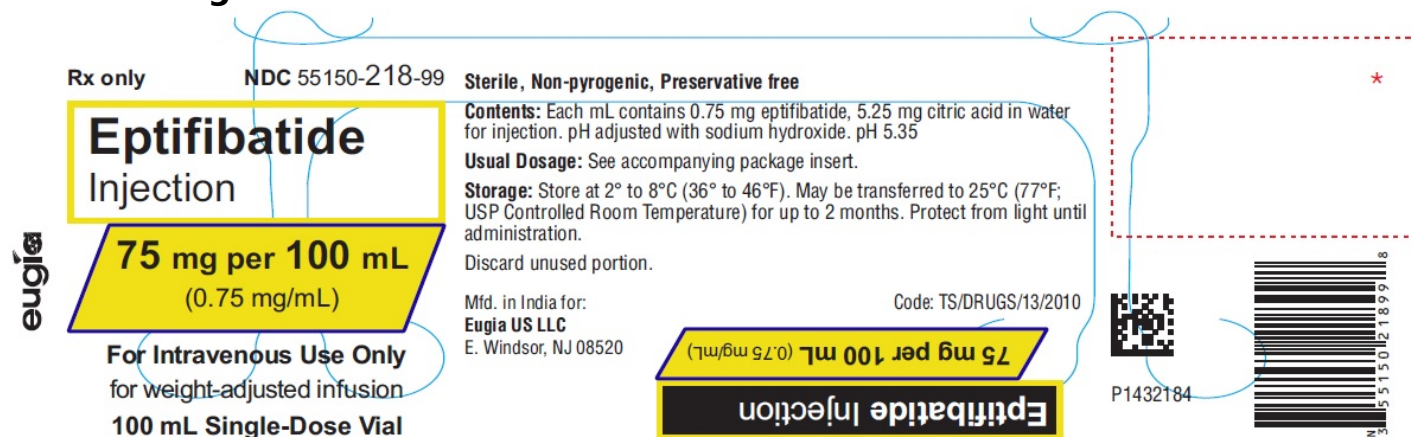 Rx only NDC 55150-218-99
Eptifibatide
Injection
75 mg per 100 mL
(0.75 mg/mL)
For Intravenous Use Only
for weight-adjusted infusion
100 mL Single-Dose Vial
eugia
Sterile, Non-pyrogenic, Preservative free
Contents: Each mL contains 0.75 mg eptifibatide, 5.25 mg citric acid in water
for injection. pH adjusted with sodium hydroxide. pH 5.35
Usual Dosage: See accompanying package insert.
Storage: Store at 2° to 8°C (36° to 46°F). May be transferred to 25°C (77°F;
USP Controlled Room Temperature) for up to 2 months. Protect from light until
administration.
Discard unused portion.
Mfd. in India for:
Eugia US LLC
E. Windsor, NJ 08520
Code: TS/DRUGS/13/2010
Eptifibatide Injection
75 mg per 100 mL (0.75 mg/mL)
*
P1432184
N
3 55150 21899 8